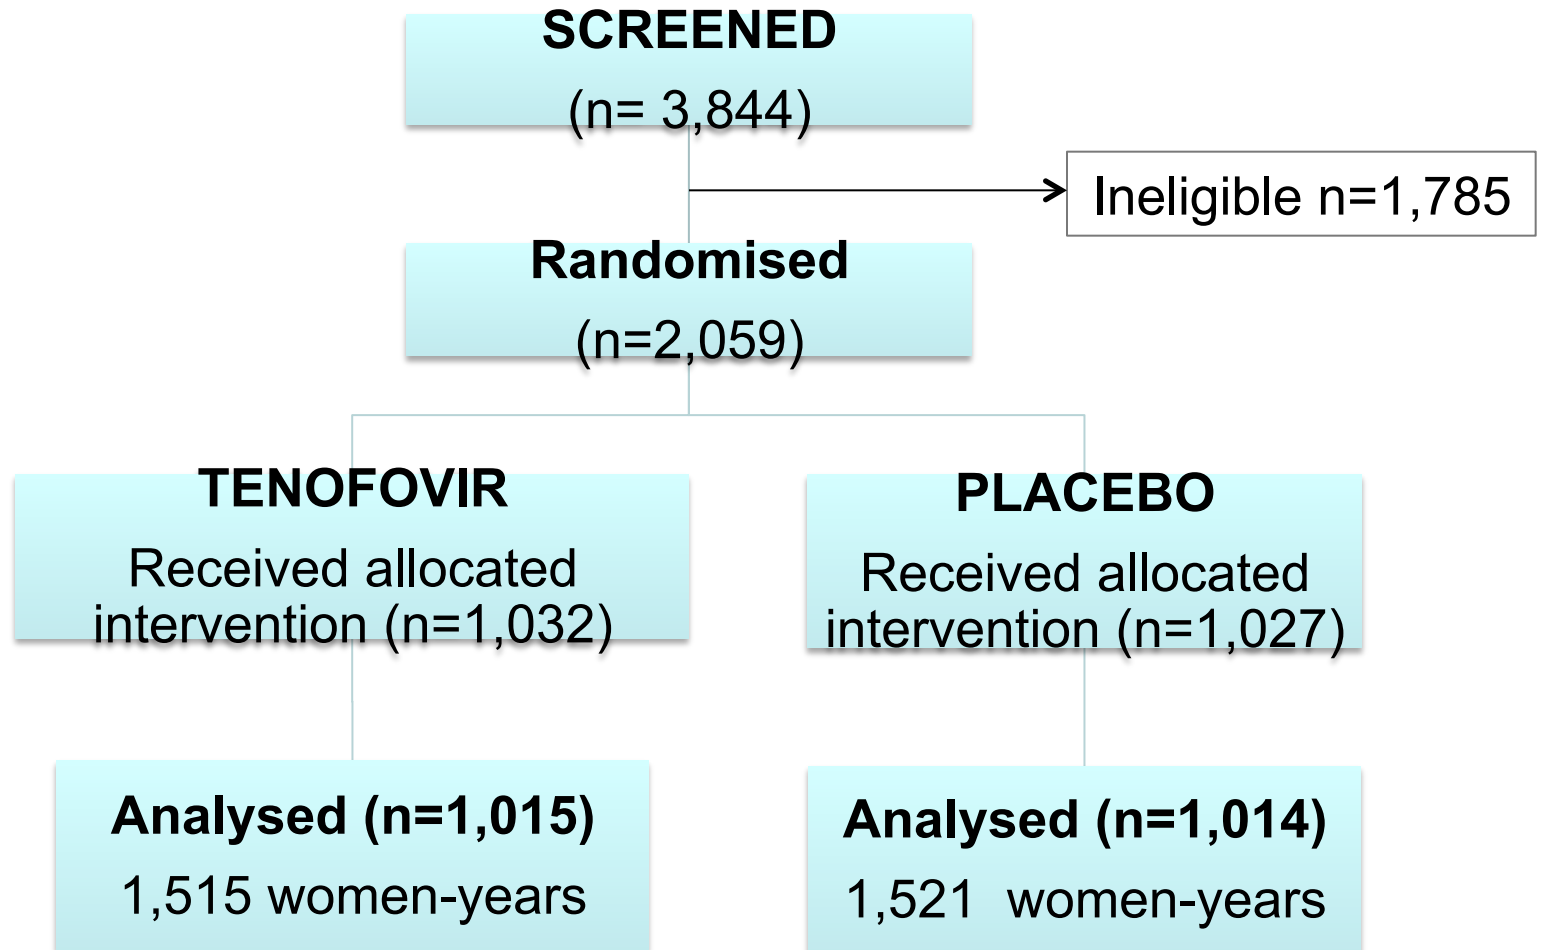 SCREENED
(n= 3,844)
Ineligible n=1,785
Randomised
(n=2,059)
TENOFOVIR
Received allocated
intervention (n=1,032)
PLACEBO
Received allocated
intervention (n=1,027)
Analysed (n=1,015)
1,515 women-years
Analysed (n=1,014)
1,521  women-years